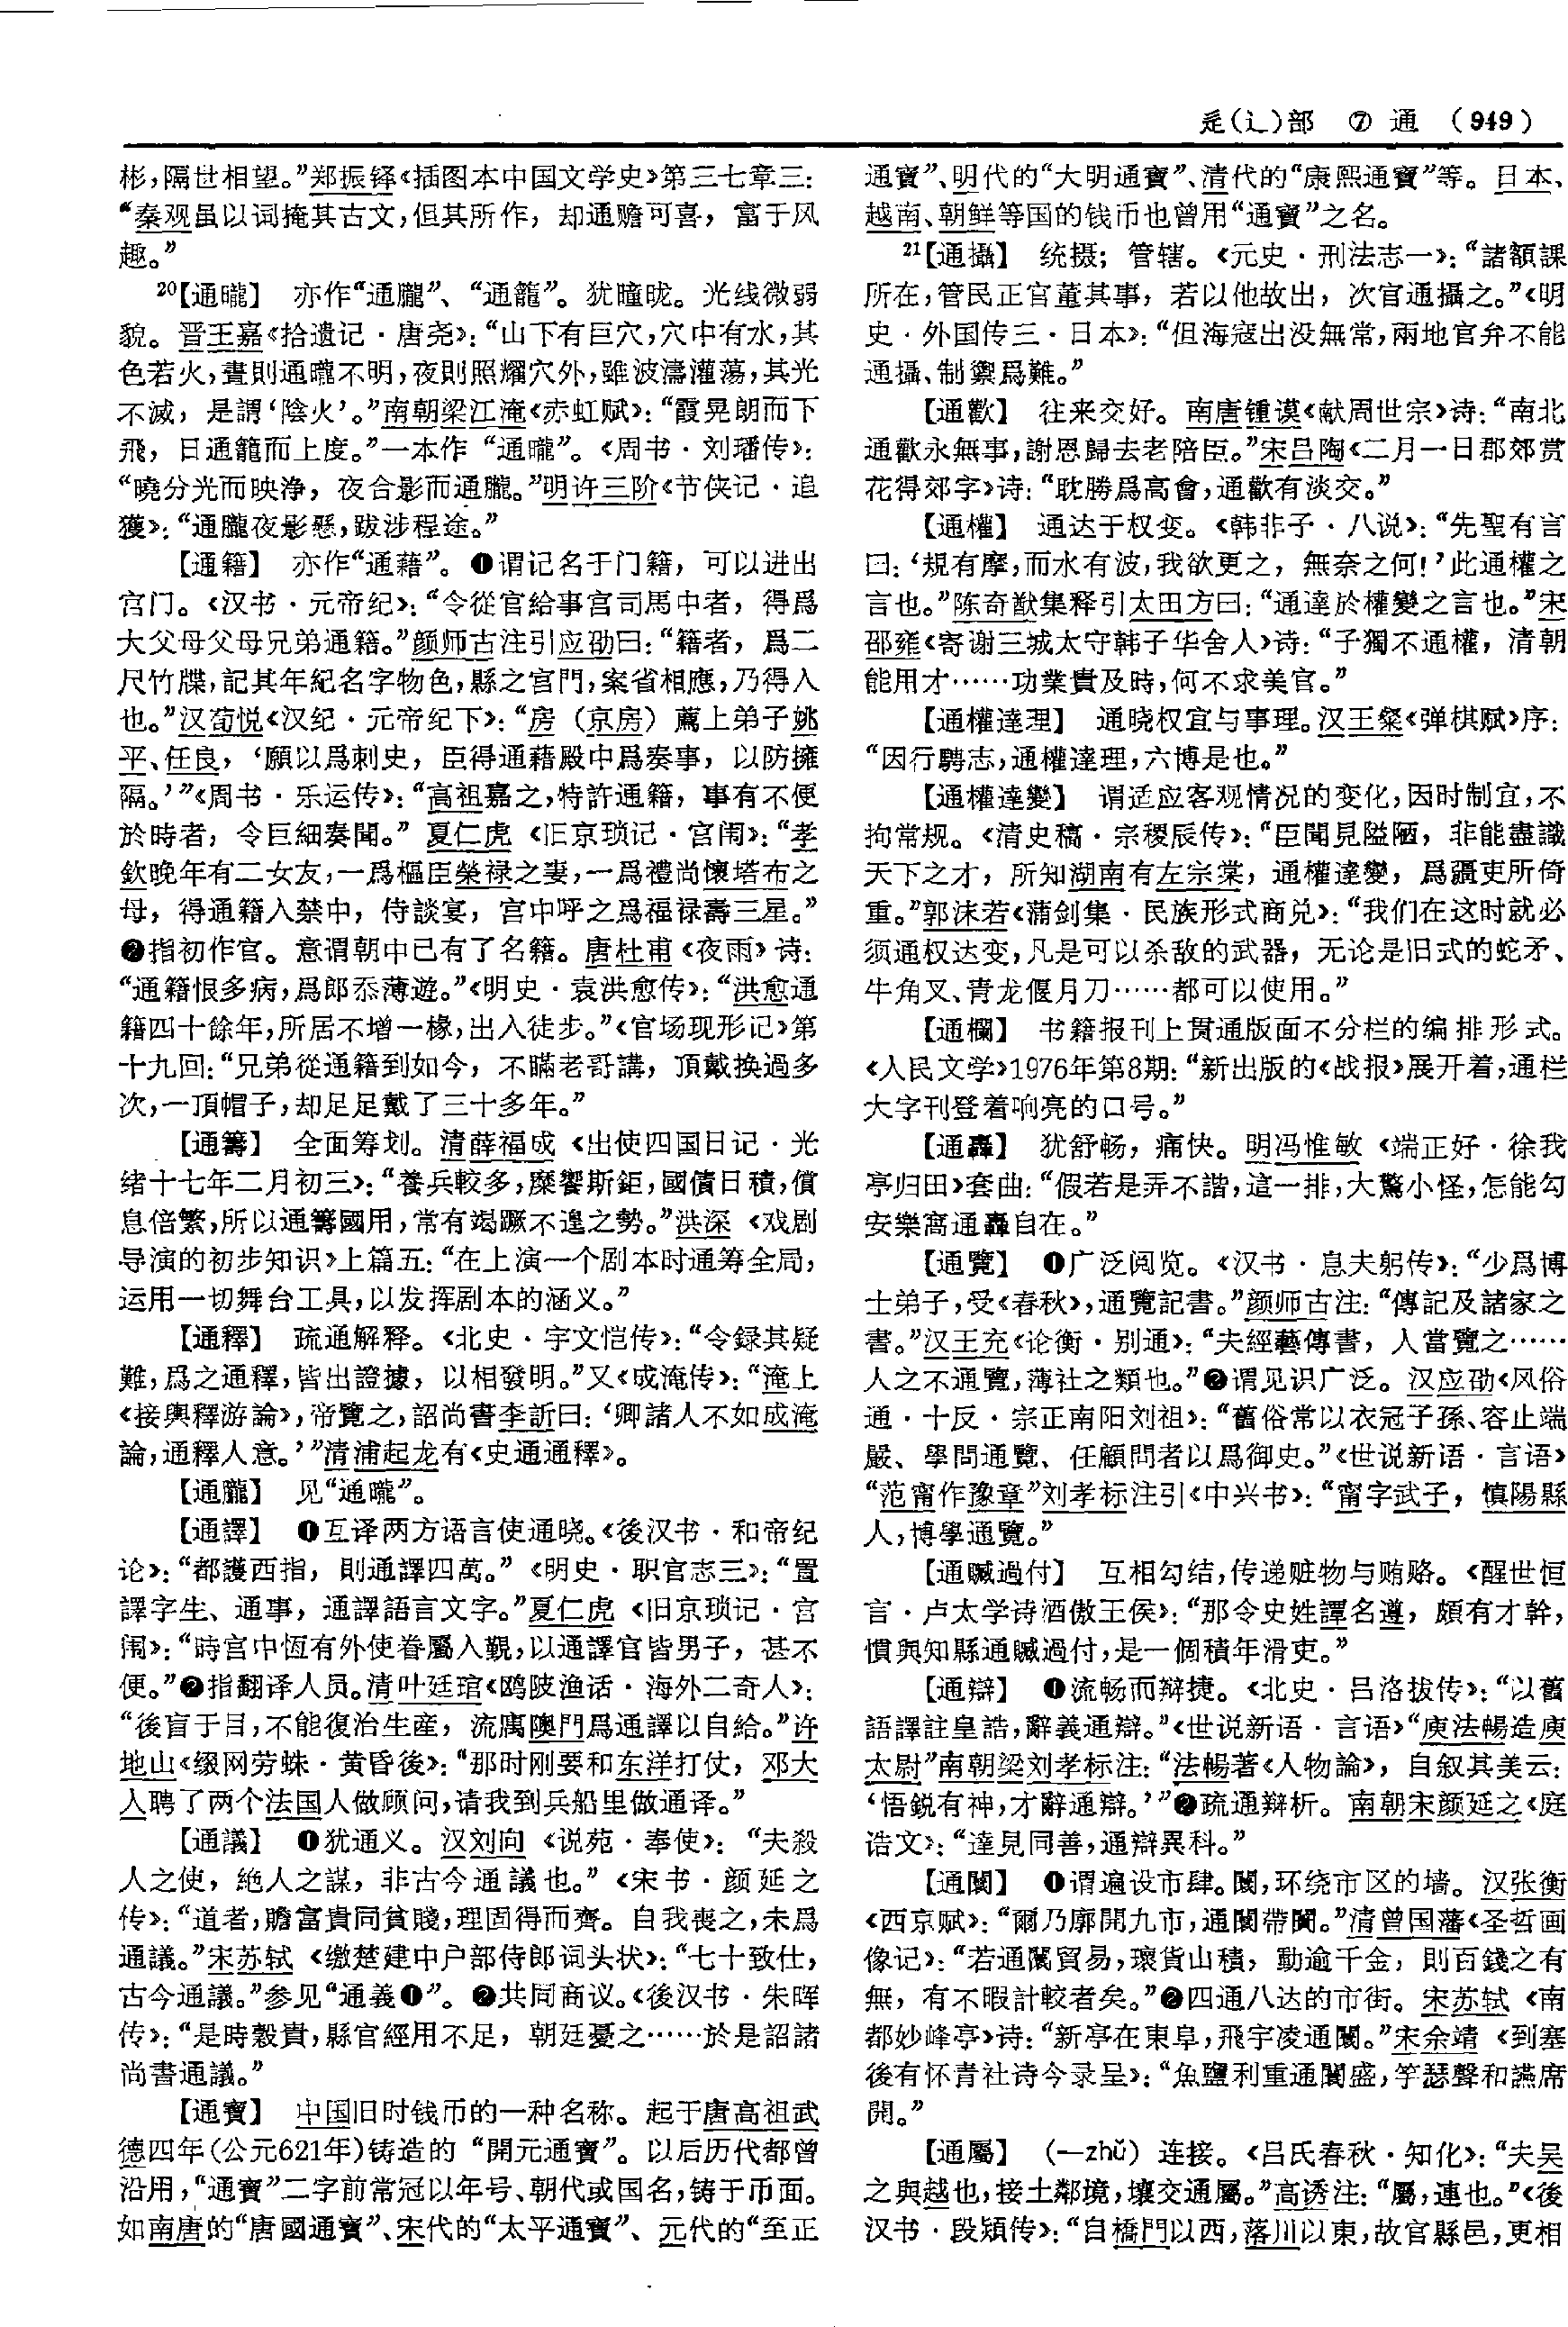 辵(辶)部 ⑦ 通 (949)
彬,隔世相望。”郑振铎《插图本中国文学史》第三七章三:
“秦观虽以词掩其古文,但其所作,却通赡可喜,富于风
趣。”
20【通曨】 亦作“通朧”、“通籠”。犹曈昽。光线微弱
貌。晋王嘉《拾遗记·唐尧》:“山下有巨穴,穴中有水,其
色若火,晝則通曨不明,夜則照耀穴外,雖波濤灌蕩,其光
不滅,是謂‘陰火’。”南朝梁江淹《赤虹赋》:“霞晃朗而下
飛,日通籠而上度。”一本作“通曨”。《周书·刘璠传》:
“曉分光而映浄,夜合影而通朧。”明许三阶《节侠记·追
獲》:“通朧夜影懸,跋涉程途。”
【通籍】 亦作“通藉”。❶谓记名于门籍,可以进出
宫门。《汉书·元帝纪》:“令從官給事宫司馬中者,得爲
大父母父母兄弟通籍。”颜师古注引应劭曰:“籍者,爲二
尺竹牒,記其年紀名字物色,縣之宫門,案省相應,乃得入
也。”汉荀悦《汉纪·元帝纪下》:“房(京房)薦上弟子姚
平、任良,‘願以爲刺史,臣得通藉殿中爲奏事,以防擁
隔。’”《周书·乐运传》:“高祖嘉之,特許通籍,事有不便
於時者,令巨細奏聞。”夏仁虎《旧京琐记·宫闱》:“孝
欽晚年有二女友,一爲樞臣榮禄之妻,一爲禮尚懷塔布之
母,得通籍入禁中,侍談宴,宫中呼之爲福禄壽三星。”
❷指初作官。意谓朝中已有了名籍。唐杜甫《夜雨》诗:
“通籍恨多病,爲郎忝薄遊。”《明史·袁洪愈传》:“洪愈通
籍四十餘年,所居不增一椽,出入徒步。”《官场现形记》第
十九回:“兄弟從通籍到如今,不瞞老哥講,頂戴换過多
次,一頂帽子,却足足戴了三十多年。”
【通籌】 全面筹划。清薛福成《出使四国日记·光
绪十七年二月初三》:“養兵較多,糜饗斯鉅,國債日積,償
息倍繁,所以通籌國用,常有竭蹶不遑之勢。”洪深《戏剧
导演的初步知识》上篇五:“在上演一个剧本时通筹全局,
运用一切舞台工具,以发挥剧本的涵义。”
【通釋】 疏通解释。《北史·宇文恺传》:“令録其疑
難,爲之通釋,皆出證據,以相發明。”又《成淹传》:“淹上
《接輿釋游論》,帝覽之,詔尚書李訢曰:‘卿諸人不如成淹
論,通釋人意。’”清浦起龙有《史通通釋》。
【通朧】 见“通曨”。
【通譯】 ❶互译两方语言使通晓。《後汉书·和帝纪
论》:“都護西指,則通譯四萬。”《明史·职官志三》:“置
譯字生、通事,通譯語言文字。”夏仁虎《旧京琐记·宫
闱》:“時宫中恆有外使眷屬入覲,以通譯官皆男子,甚不
便。”❷指翻译人员。清叶廷琯《鸥陂渔话·海外二奇人》:
“後盲于目,不能復治生産,流寓澳門爲通譯以自給。”许
地山《缀网劳蛛·黄昏後》:“那时刚要和东洋打仗,邓大
人聘了两个法国人做顾问,请我到兵船里做通译。”
【通議】 ❶犹通义。汉刘向《说苑·奉使》:“夫殺
人之使,绝人之謀,非古今通議也。”《宋书·颜延之
传》:“道者,贍富貴同貧賤,理固得而齊。自我喪之,未爲
通議。”宋苏轼《缴楚建中户部侍郎词头状》:“七十致仕,
古今通議。”参见“通義❶”。❷共同商议。《後汉书·朱晖
传》:“是時穀貴,縣官經用不足,朝廷憂之……於是詔諸
尚書通議。”
【通寶】 中国旧时钱币的一种名称。起于唐高祖武
德四年(公元621年)铸造的“開元通寶”。以后历代都曾
沿用,“通寶”二字前常冠以年号、朝代或国名,铸于币面。
如南唐的“唐國通寶”、宋代的“太平通寶”、元代的“至正
通寶”、明代的“大明通寶”、清代的“康熙通寶”等。日本、
越南、朝鲜等国的钱币也曾用“通寶”之名。
21【通攝】 统摄;管辖。《元史·刑法志一》:“諸額課
所在,管民正官董其事,若以他故出,次官通攝之。”《明
史·外国传三·日本》:“但海寇出没無常,兩地官弁不能
通攝、制禦爲難。”
【通歡】 往来交好。南唐锺谟《献周世宗》诗:“南北
通歡永無事,謝恩歸去老陪臣。”宋吕陶《二月一日郡郊赏
花得郊字》诗:“耽勝爲高會,通歡有淡交。”
【通權】 通达于权变。《韩非子·八说》:“先聖有言
曰:‘規有摩,而水有波,我欲更之,無奈之何!’此通權之
言也。”陈奇猷集释引太田方曰:“通達於權變之言也。”宋
邵雍《寄谢三城太守韩子华舍人》诗:“子獨不通權,清朝
能用才……功業貴及時,何不求美官。”
【通權達理】 通晓权宜与事理。汉王粲《弹棋赋》序:
“因行騁志,通權達理,六博是也。”
【通權達變】 谓适应客观情况的变化,因时制宜,不
拘常规。《清史稿·宗稷辰传》:“臣聞見隘陋,非能盡識
天下之才,所知湖南有左宗棠,通權達變,爲疆吏所倚
重。”郭沫若《蒲剑集·民族形式商兑》:“我们在这时就必
须通权达变,凡是可以杀敌的武器,无论是旧式的蛇矛、
牛角叉、青龙偃月刀……都可以使用。”
【通欄】 书籍报刊上贯通版面不分栏的编排形式。
《人民文学》1976年第8期:“新出版的《战报》展开着,通栏
大字刊登着响亮的口号。”
【通轟】 犹舒畅,痛快。明冯惟敏《端正好·徐我
亭归田》套曲:“假若是弄不諧,這一排,大驚小怪,怎能勾
安樂窩通轟自在。”
【通覽】 ❶广泛阅览。《汉书·息夫躬传》:“少爲博
士弟子,受《春秋》,通覽記書。”颜师古注:“傳記及諸家之
書。”汉王充《论衡·别通》:“夫經藝傳書,人當覽之……
人之不通覽,薄社之類也。”❷谓见识广泛。汉应劭《风俗
通·十反·宗正南阳刘祖》:“舊俗常以衣冠子孫、容止端
嚴、學問通覽、任顧問者以爲御史。”《世说新语·言语》
“范甯作豫章”刘孝标注引《中兴书》:“甯字武子,慎陽縣
人,博學通覽。”
【通贓過付】 互相勾结,传递赃物与贿赂。《醒世恒
言·卢太学诗酒傲王侯》:“那令史姓譚名遵,頗有才幹,
慣與知縣通贓過付,是一個積年滑吏。”
【通辯】 ❶流畅而辩捷。《北史·吕洛拔传》:“以舊
語譯註皇誥,辭義通辯。”《世说新语·言语》“庾法暢造庾
太尉”南朝梁刘孝标注:“法暢著《人物論》,自叙其美云:
‘悟鋭有神,才辭通辯。’”❷疏通辩析。南朝宋颜延之《庭
诰文》:“達見同善,通辯異科。”
【通闤】 ❶谓遍设市肆。闤,环绕市区的墙。汉张衡
《西京赋》:“爾乃廓開九市,通闤帶闠。”清曾国藩《圣哲画
像记》:“若通闤貿易,瓌貨山積,動逾千金,則百錢之有
無,有不暇計較者矣。”❷四通八达的市街。宋苏轼《南
都妙峰亭》诗:“新亭在東阜,飛宇凌通闤。”宋余靖《到塞
後有怀青社诗今录呈》:“魚鹽利重通闤盛,竽瑟聲和讌席
開。”
【通屬】 (—zhǔ)连接。《吕氏春秋·知化》:“夫吴
之與越也,接土鄰境,壤交通屬。”高诱注:“屬,連也。”《後
汉书·段颎传》:“自橋門以西,落川以東,故官縣邑,更相